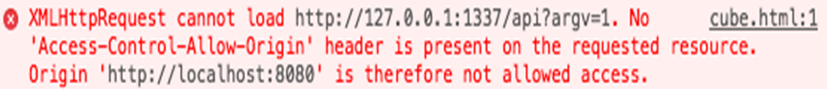 XMLHttpRequest cannot load http://127.0.0.1:1337/api?argv=1. No cube.html:1
'Access-Control-Allow-Origin' header is present on the requested resource.
Origin 'http://localhost:8080' is therefore not allowed access.